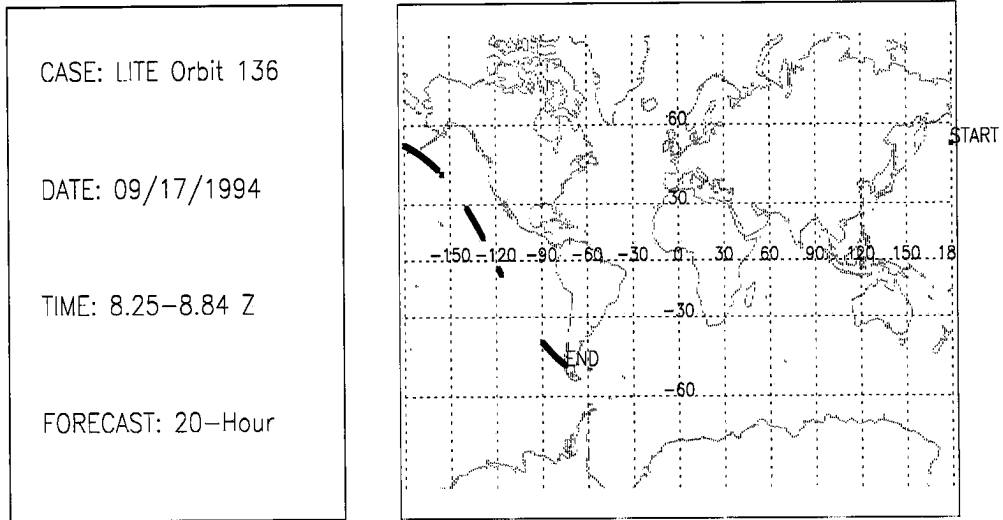 CASE: LITE Orbit 136
DATE: 09/17/1994
TIME: 8.25-8.84 Z
FORECAST: 20-Hour
60
START
30
-150 -120 -90 -60 -30 0 30 60 90 120 150 18
-30
END
-60